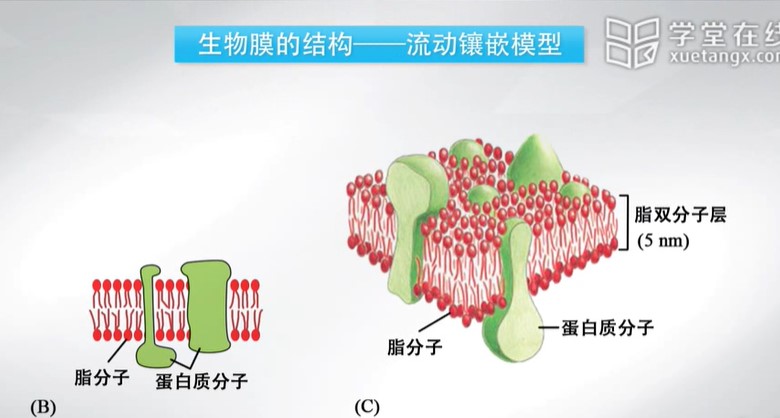 生物膜的结构——流动镶嵌模型
学堂在线
xuetangx.com
脂双分子层
(5 nm)
蛋白质分子
脂分子
脂分子
蛋白质分子
(B)
(C)